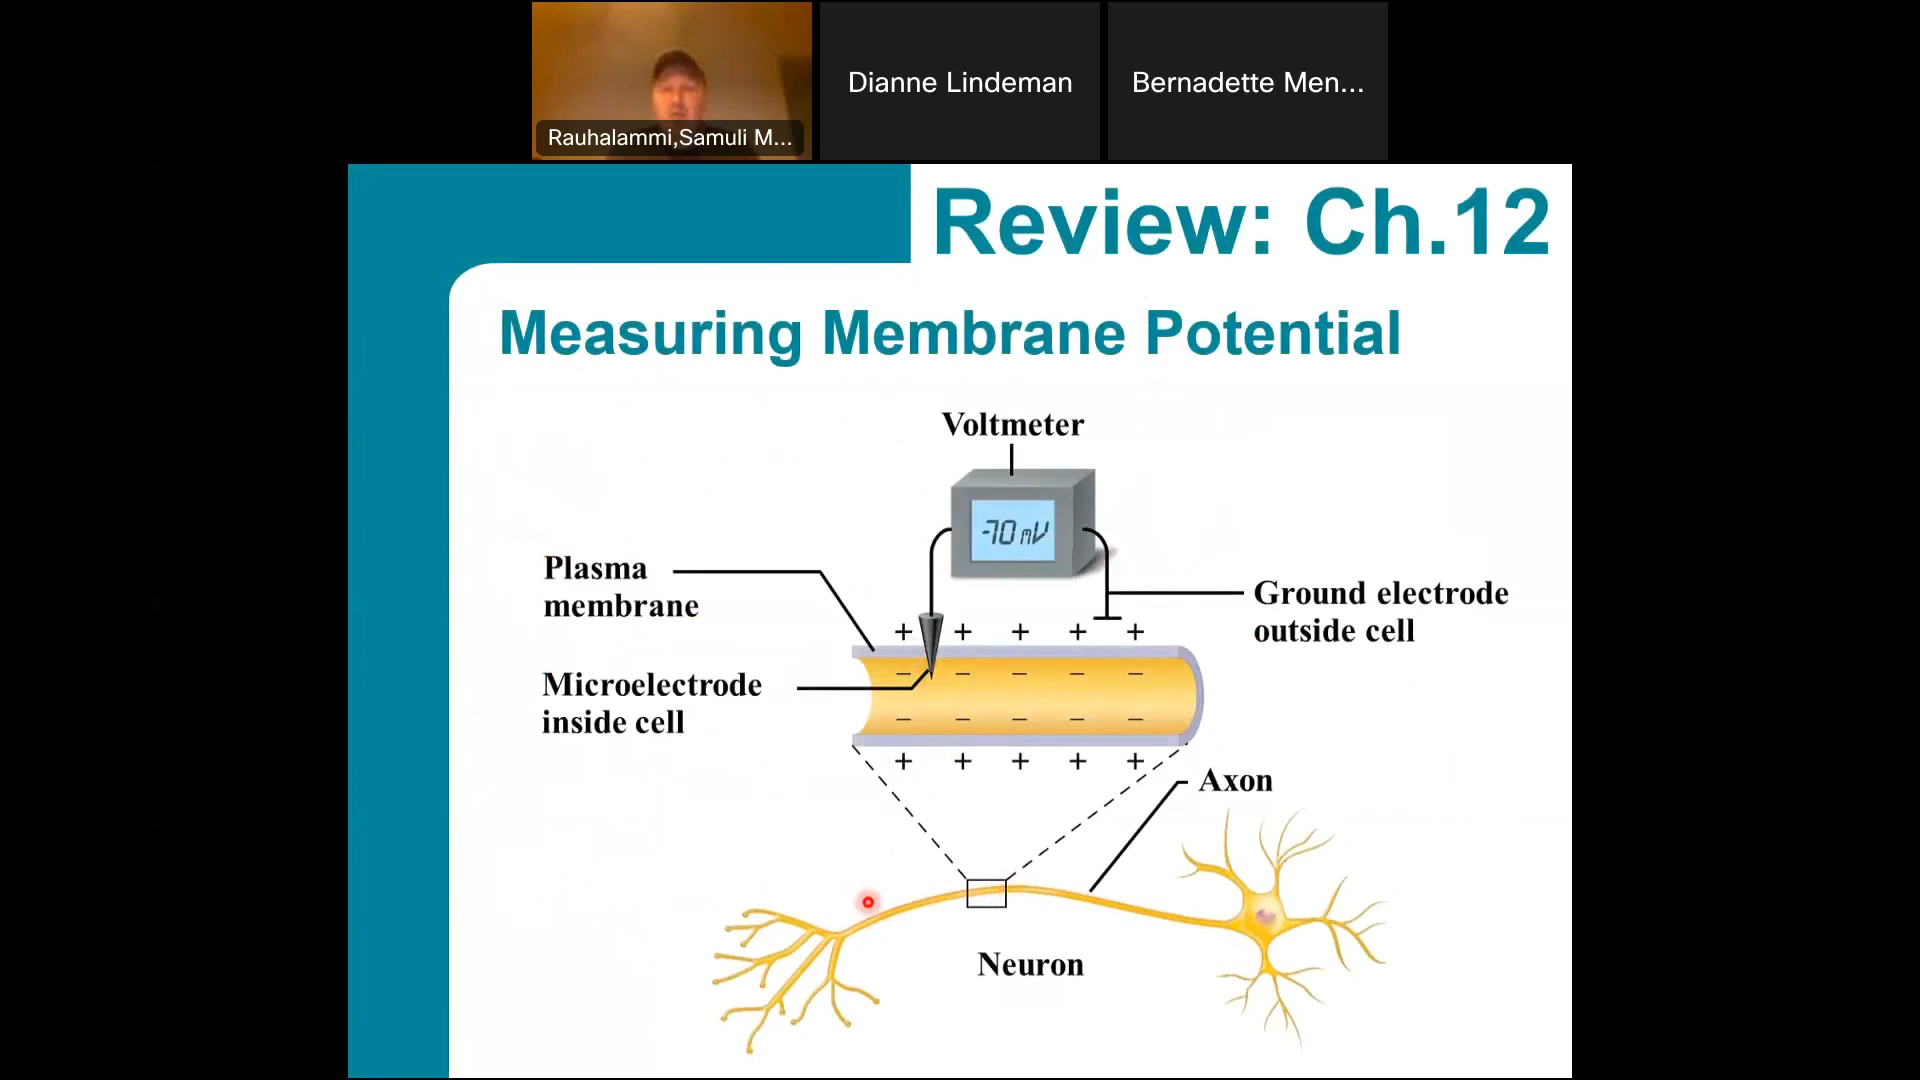 Rauhalammi,Samuli M...
Dianne Lindeman
Bernadette Men...
Review: Ch.12
Measuring Membrane Potential
Voltmeter
-70 mV
Plasma
membrane
Ground electrode
outside cell
+ + + + +
Microelectrode
inside cell
− − − − −
− − − − −
+ + + + +
Axon
Neuron